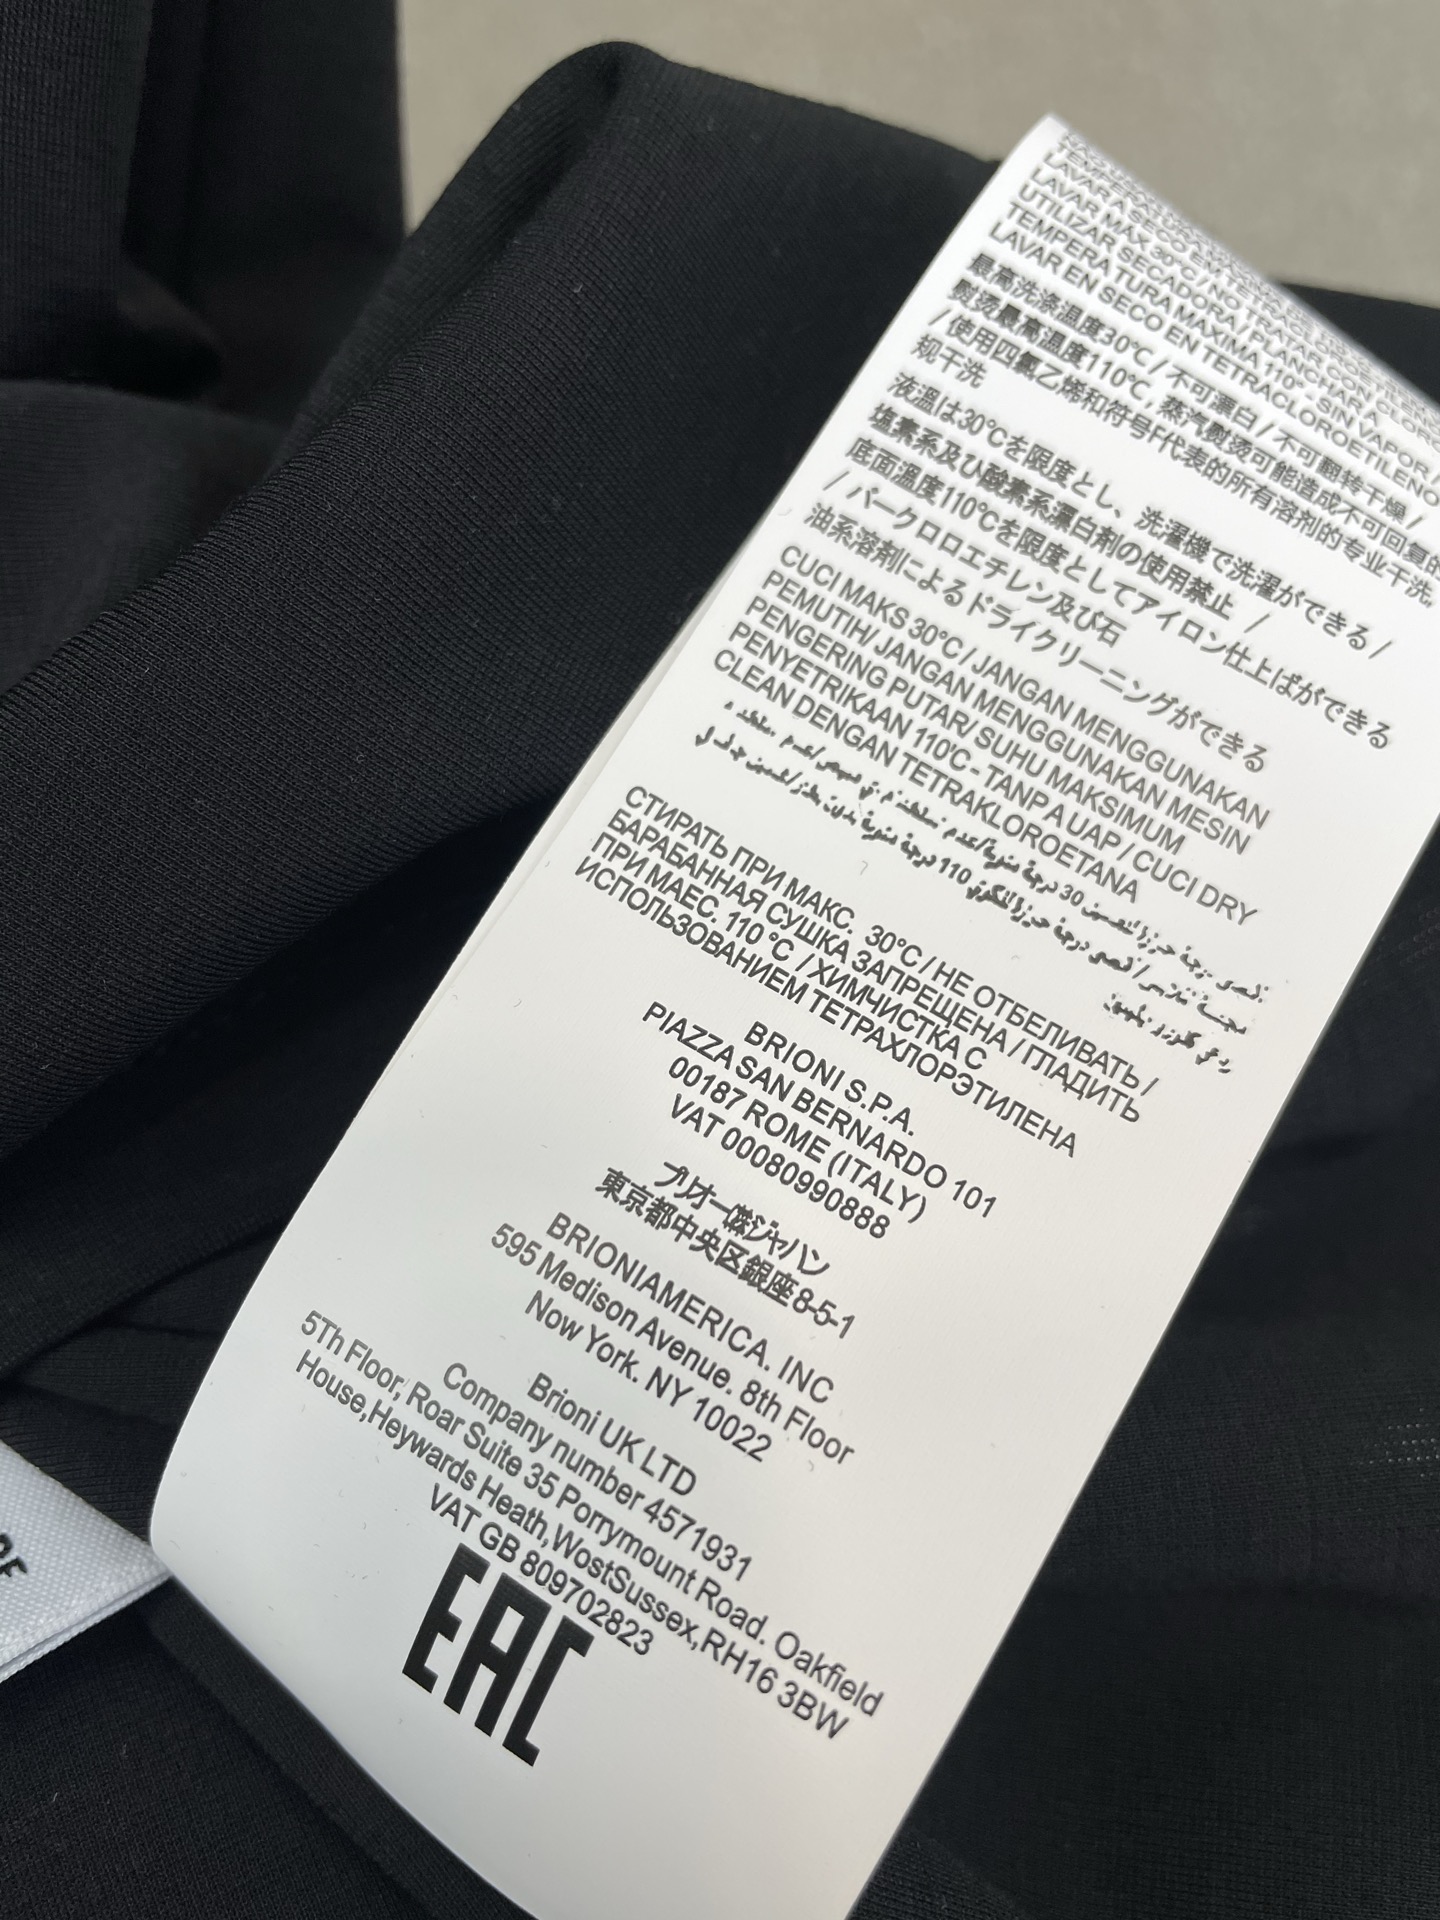 LAVAR MAX 30°C / NO TRATAR CON CLORO
UTILIZAR SECADORA / PLANCHAR A
TEMPERATURA MAXIMA 110°- SIN VAPOR /
LAVAR EN SECO EN TETRACLOROETILENO
最高洗涤温度30℃ / 不可漂白 / 不可翻转干燥 /
熨烫最高温度110℃, 蒸汽熨烫可能造成不可回复的
/ 使用四氯乙烯和符号F代表的所有溶剂的专业干洗,
规干洗
液温は30℃を限度とし、洗濯機で洗濯ができる /
塩素系及び酸素系漂白剤の使用禁止 /
底面温度110℃を限度としてアイロン仕上ばができる
/ パークロロエチレン及び石
油系溶剤によるドライクリーニングができる
CUCI MAKS 30°C / JANGAN MENGGUNAKAN
PEMUTIH/ JANGAN MENGGUNAKAN MESIN
PENGERING PUTAR/ SUHU MAKSIMUM
PENYETRIKAAN 110°C - TANPA UAP / CUCI DRY
CLEAN DENGAN TETRAKLOROETANA
СТИРАТЬ ПРИ МАКС. 30°C / НЕ ОТБЕЛИВАТЬ /
БАРАБАННАЯ СУШКА ЗАПРЕЩЕНА / ГЛАДИТЬ
ПРИ МАЕС. 110 °C / ХИМЧИСТКА С
ИСПОЛЬЗОВАНИЕМ ТЕТРАХЛОРЭТИЛЕНА
BRIONI S.P.A.
PIAZZA SAN BERNARDO 101
00187 ROME (ITALY)
VAT 00080990888
ブリオー㈱ジャハン
東京都中央区銀座8-5-1
BRIONIAMERICA. INC
595 Medison Avenue. 8th Floor
Now York. NY 10022
Brioni UK LTD
Company number 4571931
5Th Floor, Roar Suite 35 Porrymount Road. Oakfield
House,Heywards Heath,WostSussex,RH16 3BW
VAT GB 809702823
EAC